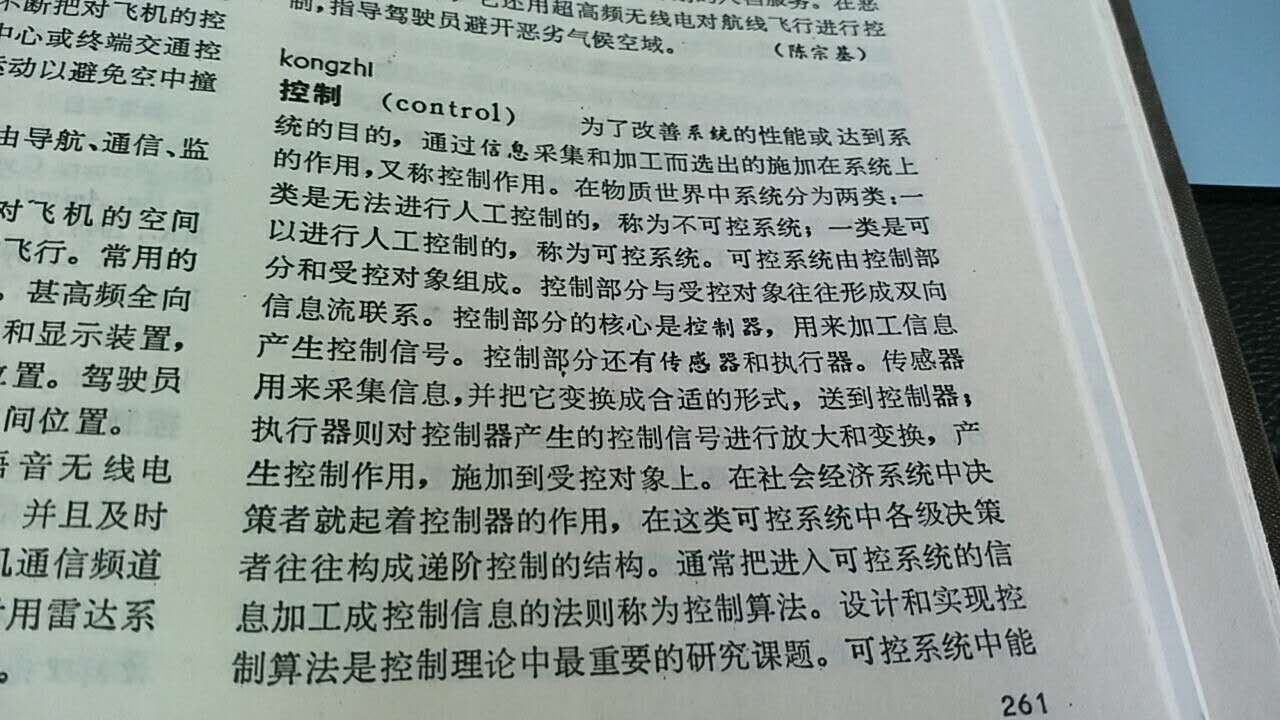 不断把对飞机的控
中心或终端交通控
运动以避免空中撞
由导航、通信、监
对飞机的空间
飞行。常用的
，甚高频全向
和显示装置，
位置。驾驶员
间位置。
语音无线电
并且及时
机通信频道
用雷达系
。
还用超高频无线电对航线飞行进行控
制，指导驾驶员避开恶劣气候空域。 （陈宗基）
kongzhi
控制 （control） 为了改善系统的性能或达到系
统的目的，通过信息采集和加工而选出的施加在系统上
的作用，又称控制作用。在物质世界中系统分为两类：一
类是无法进行人工控制的，称为不可控系统；一类是可
以进行人工控制的，称为可控系统。可控系统由控制部
分和受控对象组成。控制部分与受控对象往往形成双向
信息流联系。控制部分的核心是控制器，用来加工信息
产生控制信号。控制部分还有传感器和执行器。传感器
用来采集信息，并把它变换成合适的形式，送到控制器；
执行器则对控制器产生的控制信号进行放大和变换，产
生控制作用，施加到受控对象上。在社会经济系统中决
策者就起着控制器的作用，在这类可控系统中各级决策
者往往构成递阶控制的结构。通常把进入可控系统的信
息加工成控制信息的法则称为控制算法。设计和实现控
制算法是控制理论中最重要的研究课题。可控系统中能
261